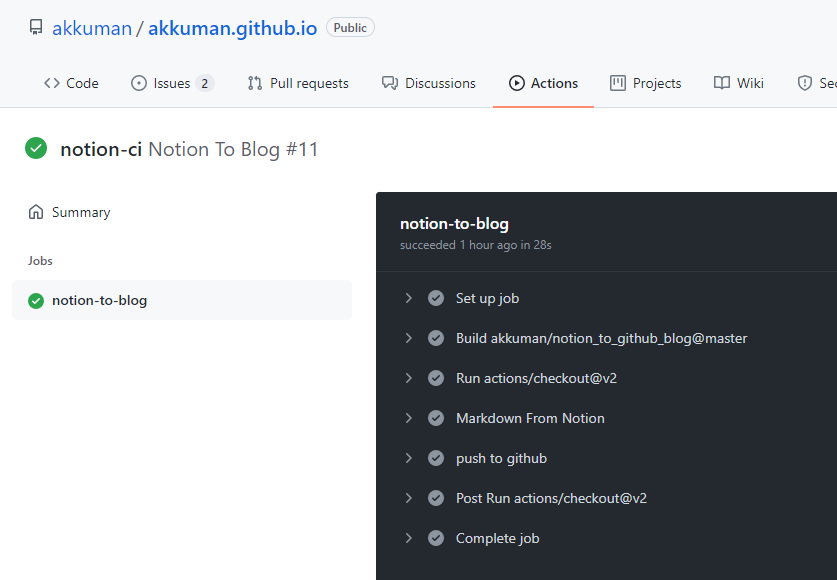 akkuman / akkuman.github.io Public
Code Issues 2 Pull requests Discussions Actions Projects Wiki
notion-ci Notion To Blog #11
Summary
Jobs
notion-to-blog
notion-to-blog
succeeded 1 hour ago in 28s
Set up job
Build akkuman/notion_to_github_blog@master
Run actions/checkout@v2
Markdown From Notion
push to github
Post Run actions/checkout@v2
Complete job